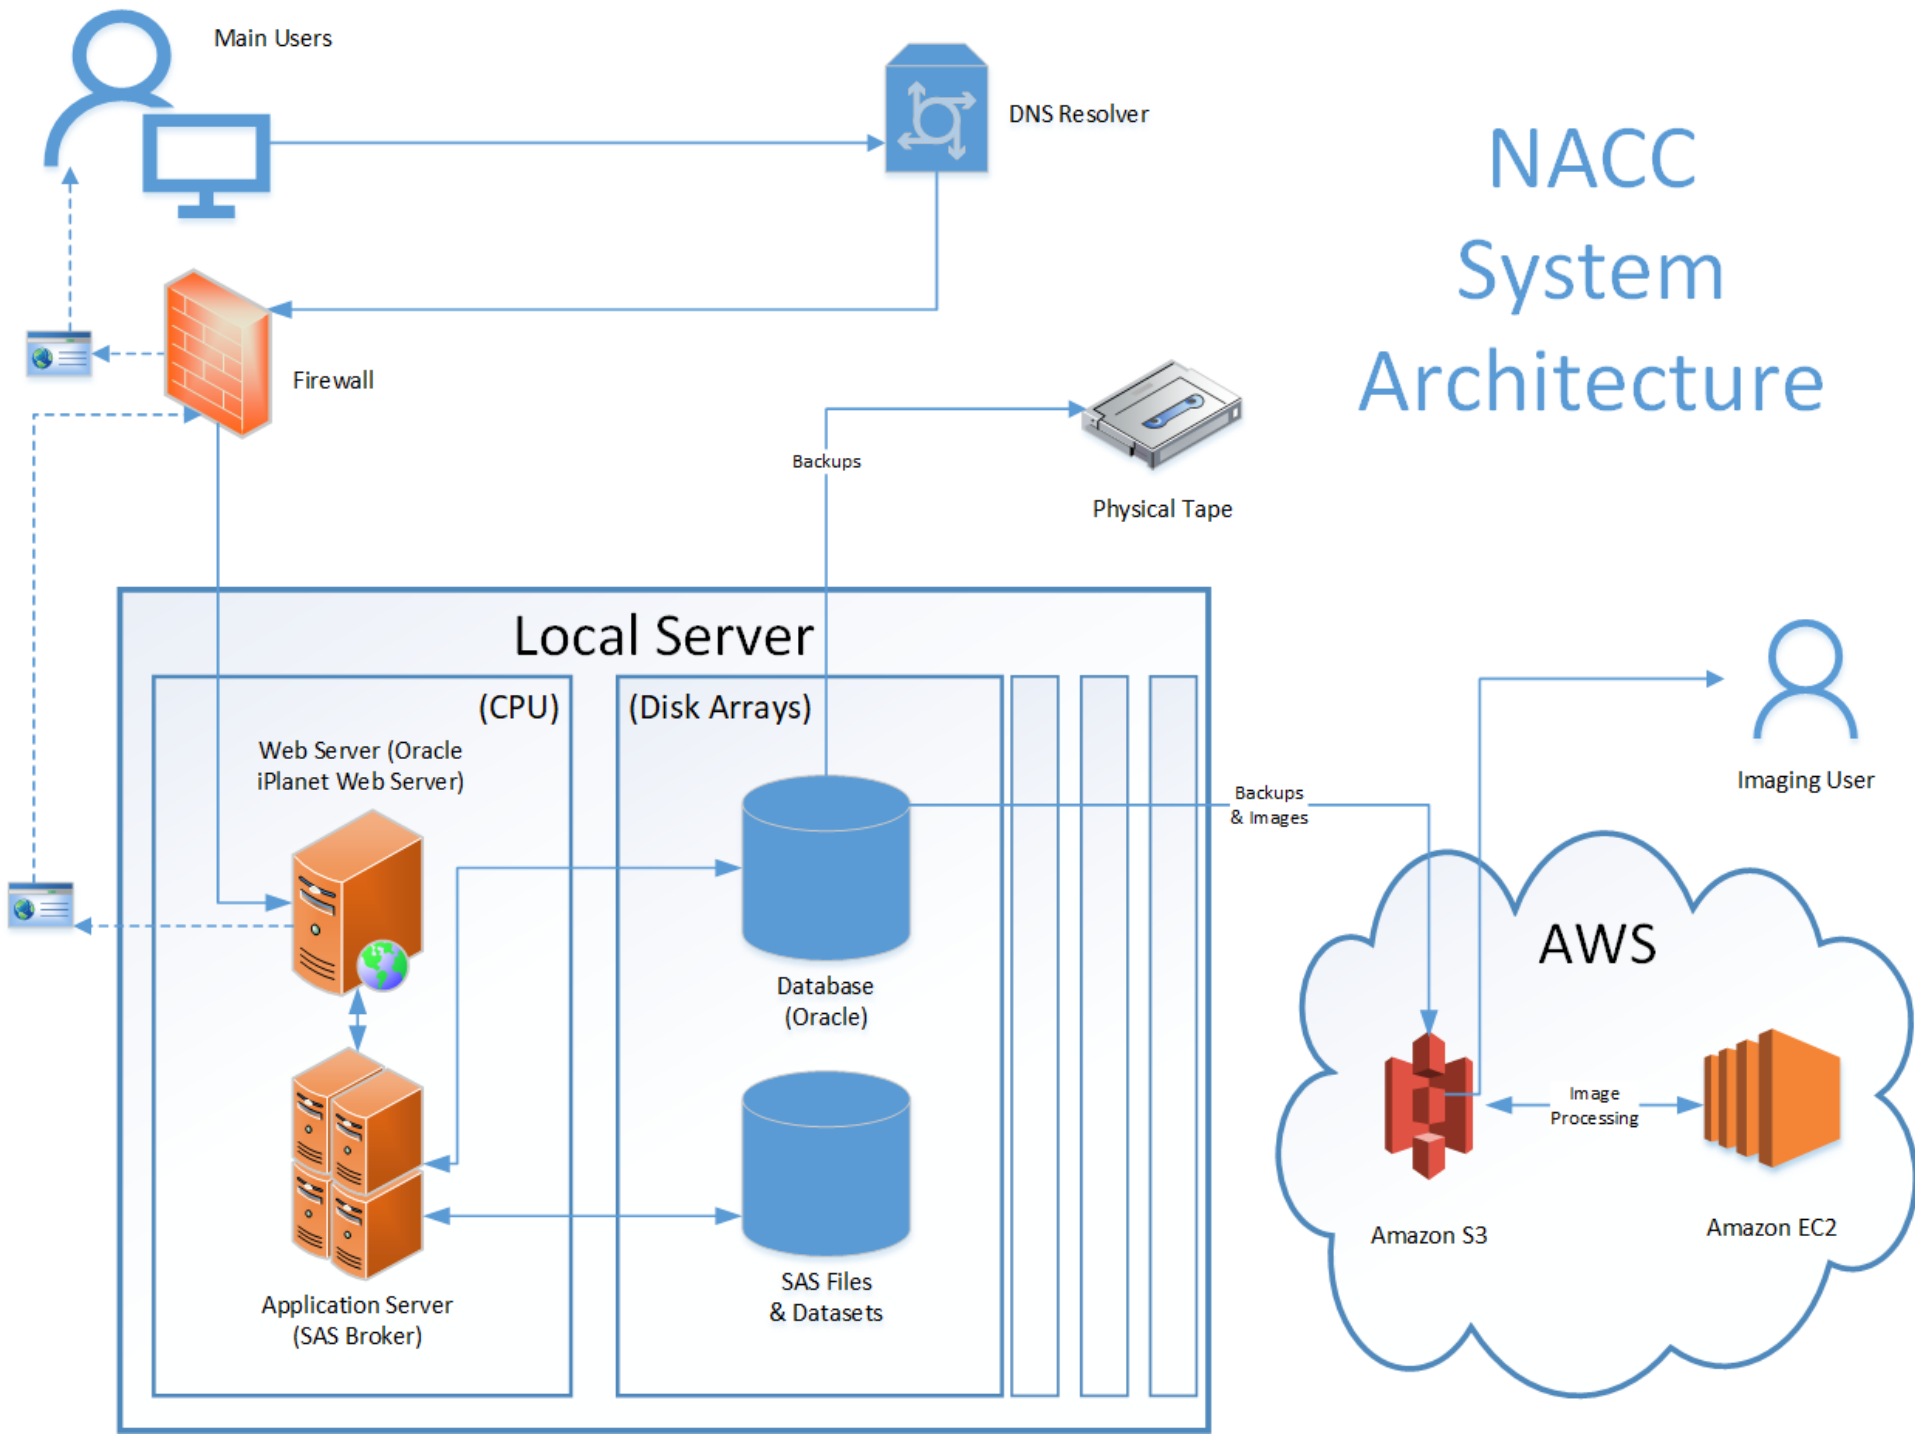 Main Users
DNS Resolver
NACC
System
Architecture
Firewall
Backups
Physical Tape
Local Server
(CPU)
(Disk Arrays)
Web Server (Oracle
iPlanet Web Server)
Imaging User
Backups
& Images
AWS
Database
(Oracle)
Image
Processing
Amazon S3
Amazon EC2
SAS Files
& Datasets
Application Server
(SAS Broker)